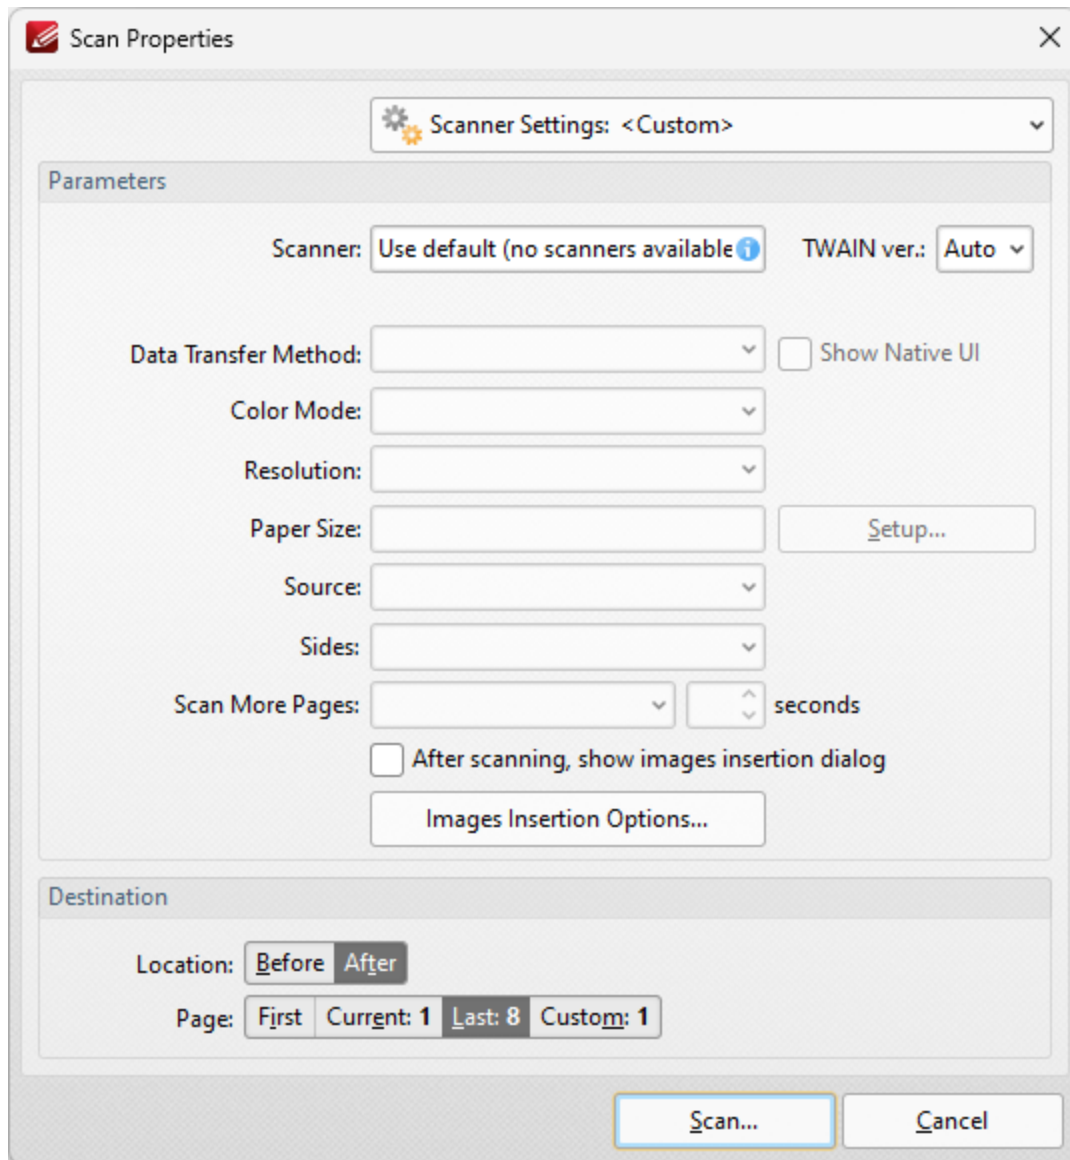 Scan Properties
Scanner Settings: <Custom>
Parameters
Scanner: Use default (no scanners available TWAIN ver.: Auto
Data Transfer Method: Show Native UI
Color Mode:
Resolution:
Paper Size: Setup...
Source:
Sides:
Scan More Pages: seconds
After scanning, show images insertion dialog
Images Insertion Options...
Destination
Location: Before After
Page: First Current: 1 Last: 8 Custom: 1
Scan... Cancel